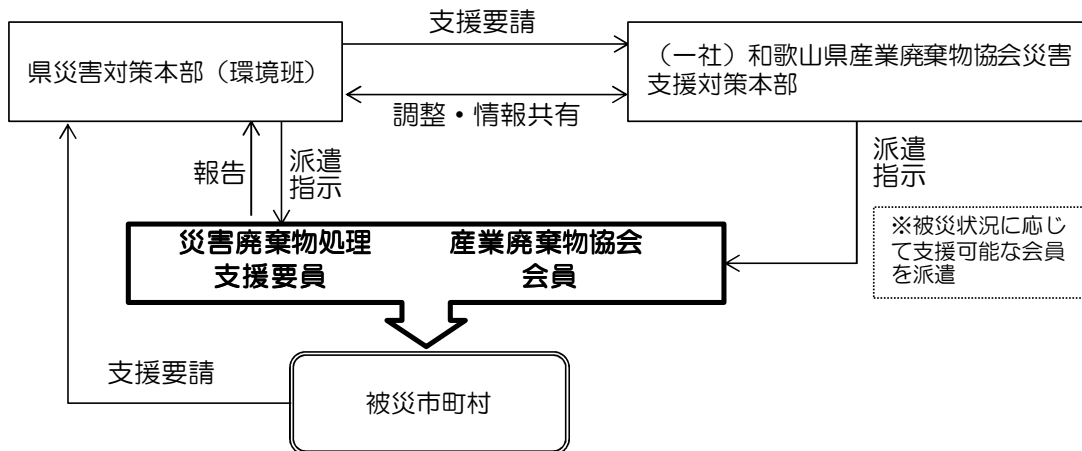 支援要請
県災害対策本部（環境班）
（一社）和歌山県産業廃棄物協会災害
支援対策本部
調整・情報共有
報告
派遣
指示
派遣
指示
災害廃棄物処理
支援要員
産業廃棄物協会
会員
※被災状況に応じ
て支援可能な会員
を派遣
支援要請
被災市町村